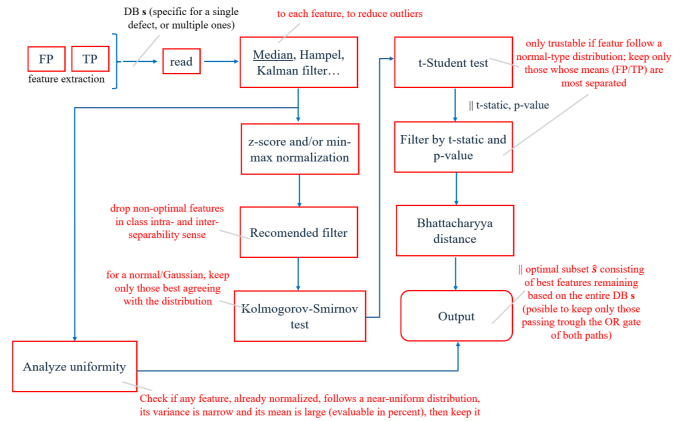 DB s (specific for a single
defect, or multiple ones)
FP
TP
feature extraction
read
to each feature, to reduce outliers
Median, Hampel,
Kalman filter…
z-score and/or min-
max normalization
drop non-optimal features
in class intra- and inter-
separability sense
Recomended filter
for a normal/Gaussian, keep
only those best agreeing
with the distribution
Kolmogorov-Smirnov
test
t-Student test
only trustable if featur follow a
normal-type distribution; keep only
those whose means (FP/TP) are
most separated
|| t-static, p-value
Filter by t-static and
p-value
Bhattacharyya
distance
Output
|| optimal subset ŝ consisting
of best features remaining
based on the entire DB s
(posible to keep only those
passing trough the OR gate
of both paths)
Analyze uniformity
Check if any feature, already normalized, follows a near-uniform distribution,
its variance is narrow and its mean is large (evaluable in percent), then keep it